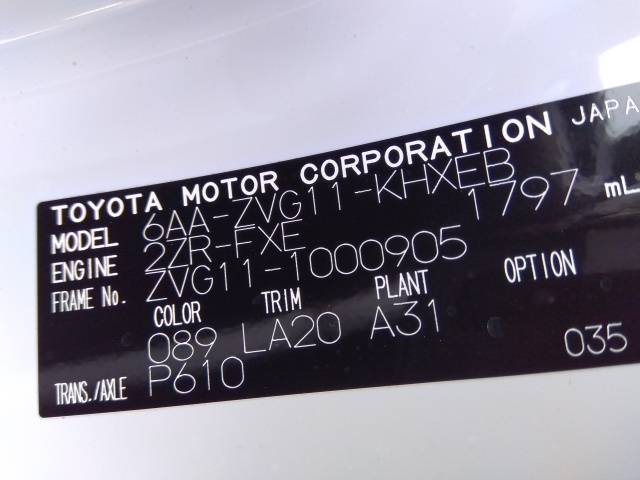 TOYOTA MOTOR CORPORATION JAPA
MODEL 6AA-ZVG11-KHXEB
ENGINE 2ZR-FXE 1797 mL
FRAME No. ZVG11-1000905
COLOR TRIM PLANT OPTION
089 LA20 A31
TRANS./AXLE P610 035